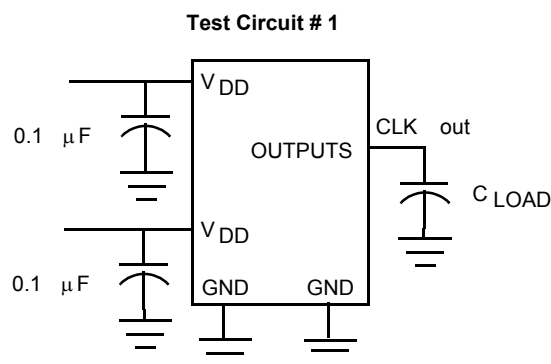 Test Circuit # 1
V DD
0.1 μF
CLK out
OUTPUTS
C LOAD
V DD
0.1 μF
GND GND